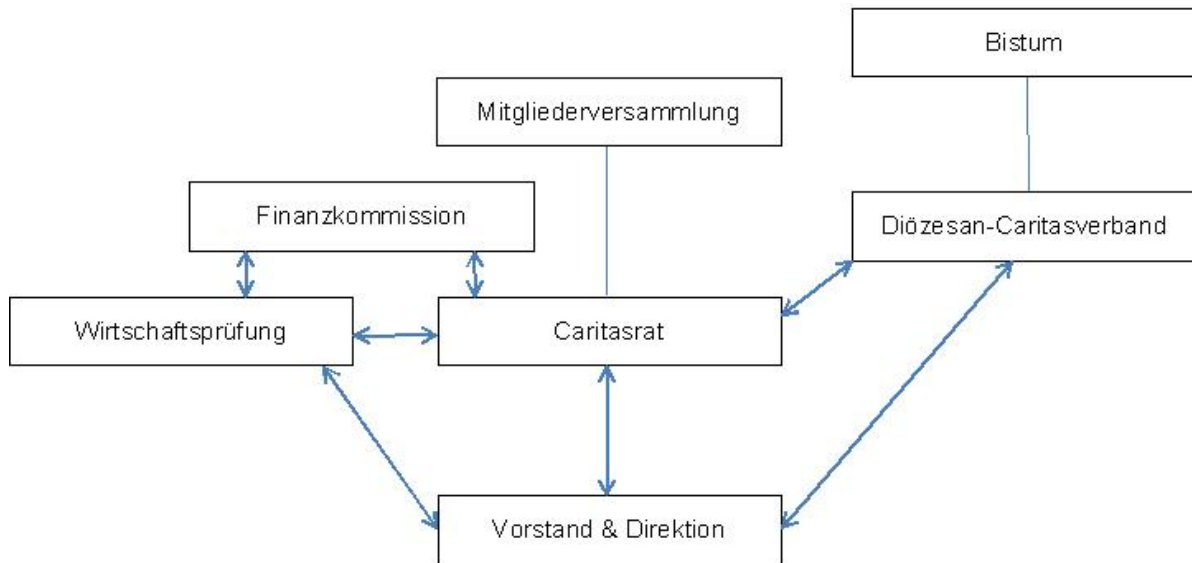 Bistum
Mitgliederversammlung
Finanzkommission
Diözesan-Caritasverband
Wirtschaftsprüfung
Caritasrat
Vorstand & Direktion